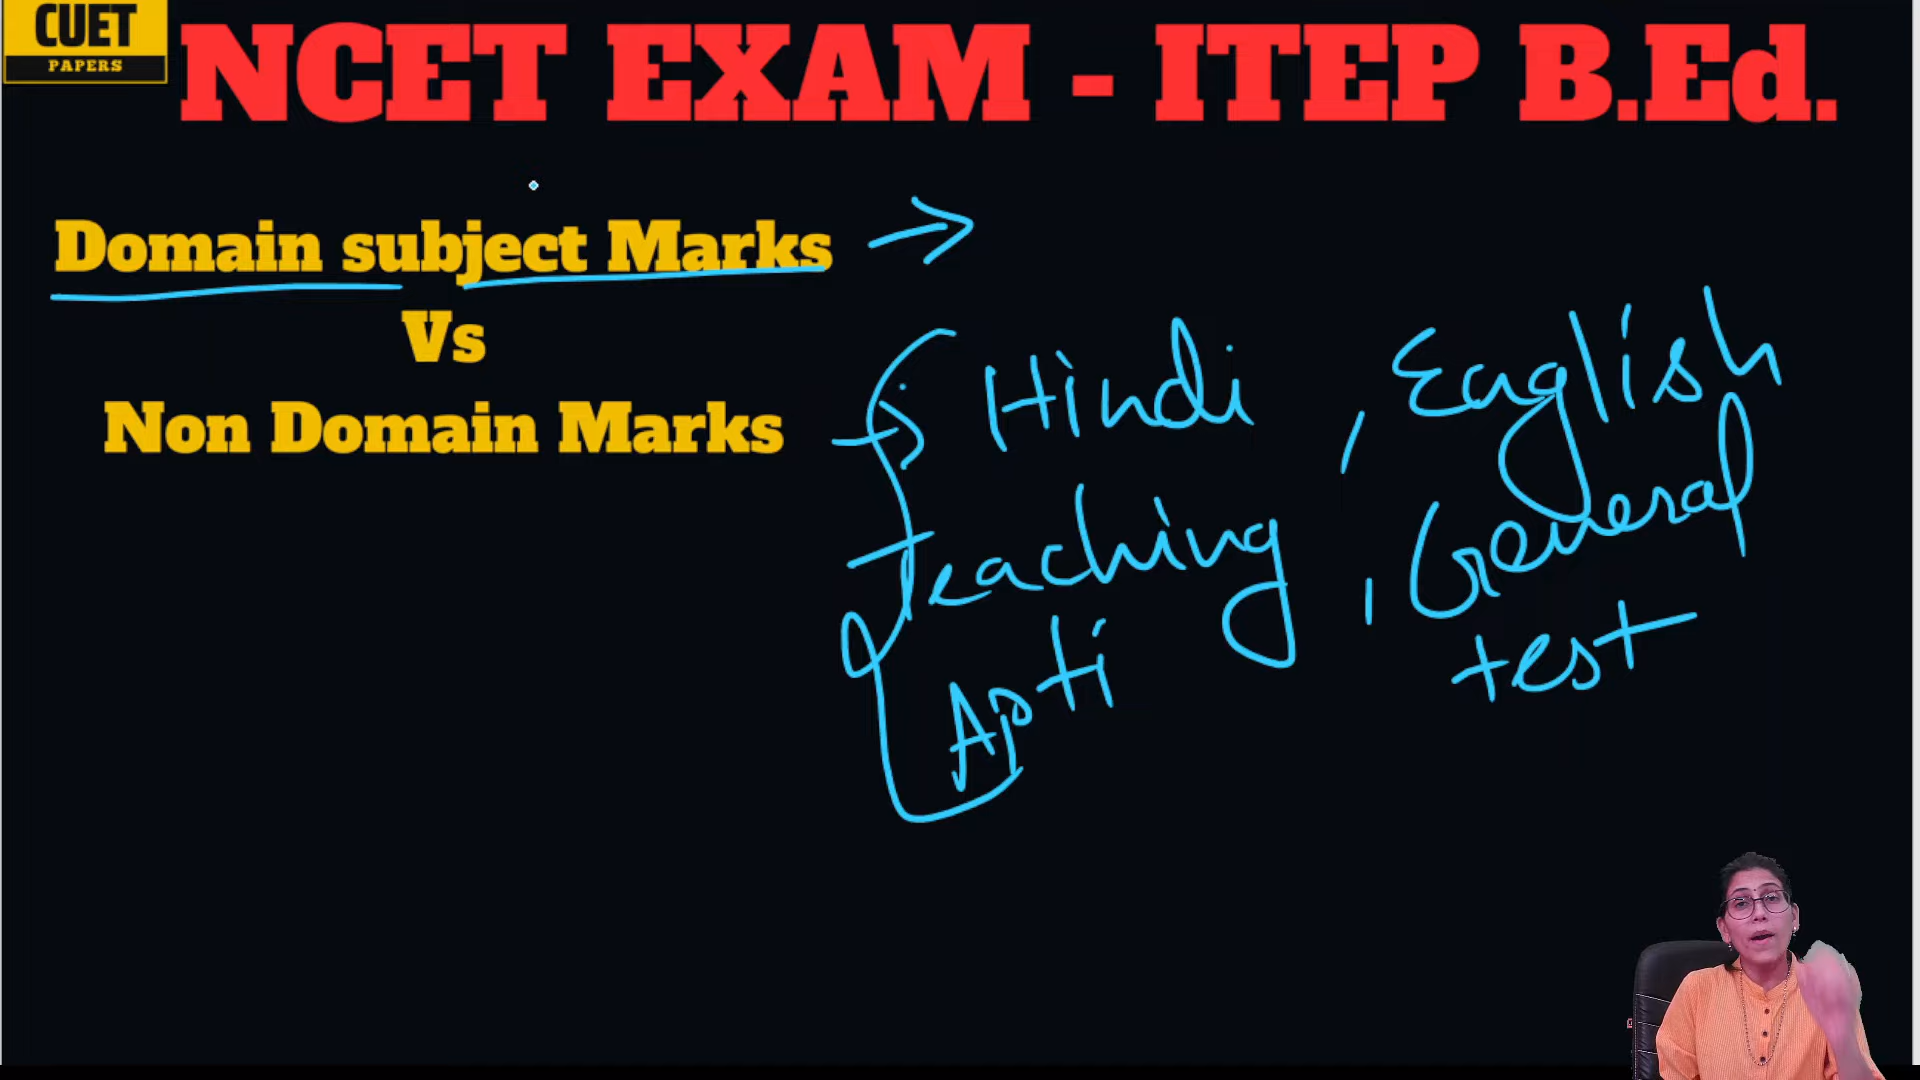 CUET
PAPERS
NCET EXAM - ITEP B.Ed.
Domain subject Marks
Vs
Non Domain Marks
Hindi, English
Teaching, General
Apti test